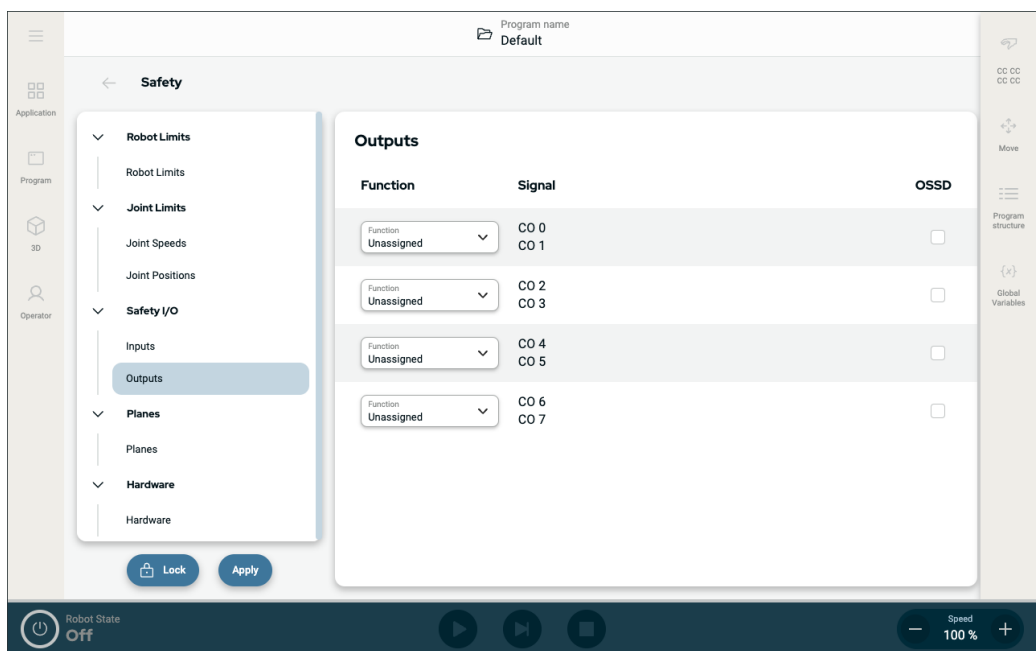 Program name
Default
Application
Program
3D
Operator
Safety
Robot Limits
Robot Limits
Joint Limits
Joint Speeds
Joint Positions
Safety I/O
Inputs
Outputs
Planes
Planes
Hardware
Hardware
Lock
Apply
Outputs
Function Signal OSSD
Function
Unassigned
CO 0
CO 1
Function
Unassigned
CO 2
CO 3
Function
Unassigned
CO 4
CO 5
Function
Unassigned
CO 6
CO 7
CC CC
CC CC
Move
Program
structure
{x}
Global
Variables
Robot State
Off
Speed
100 %